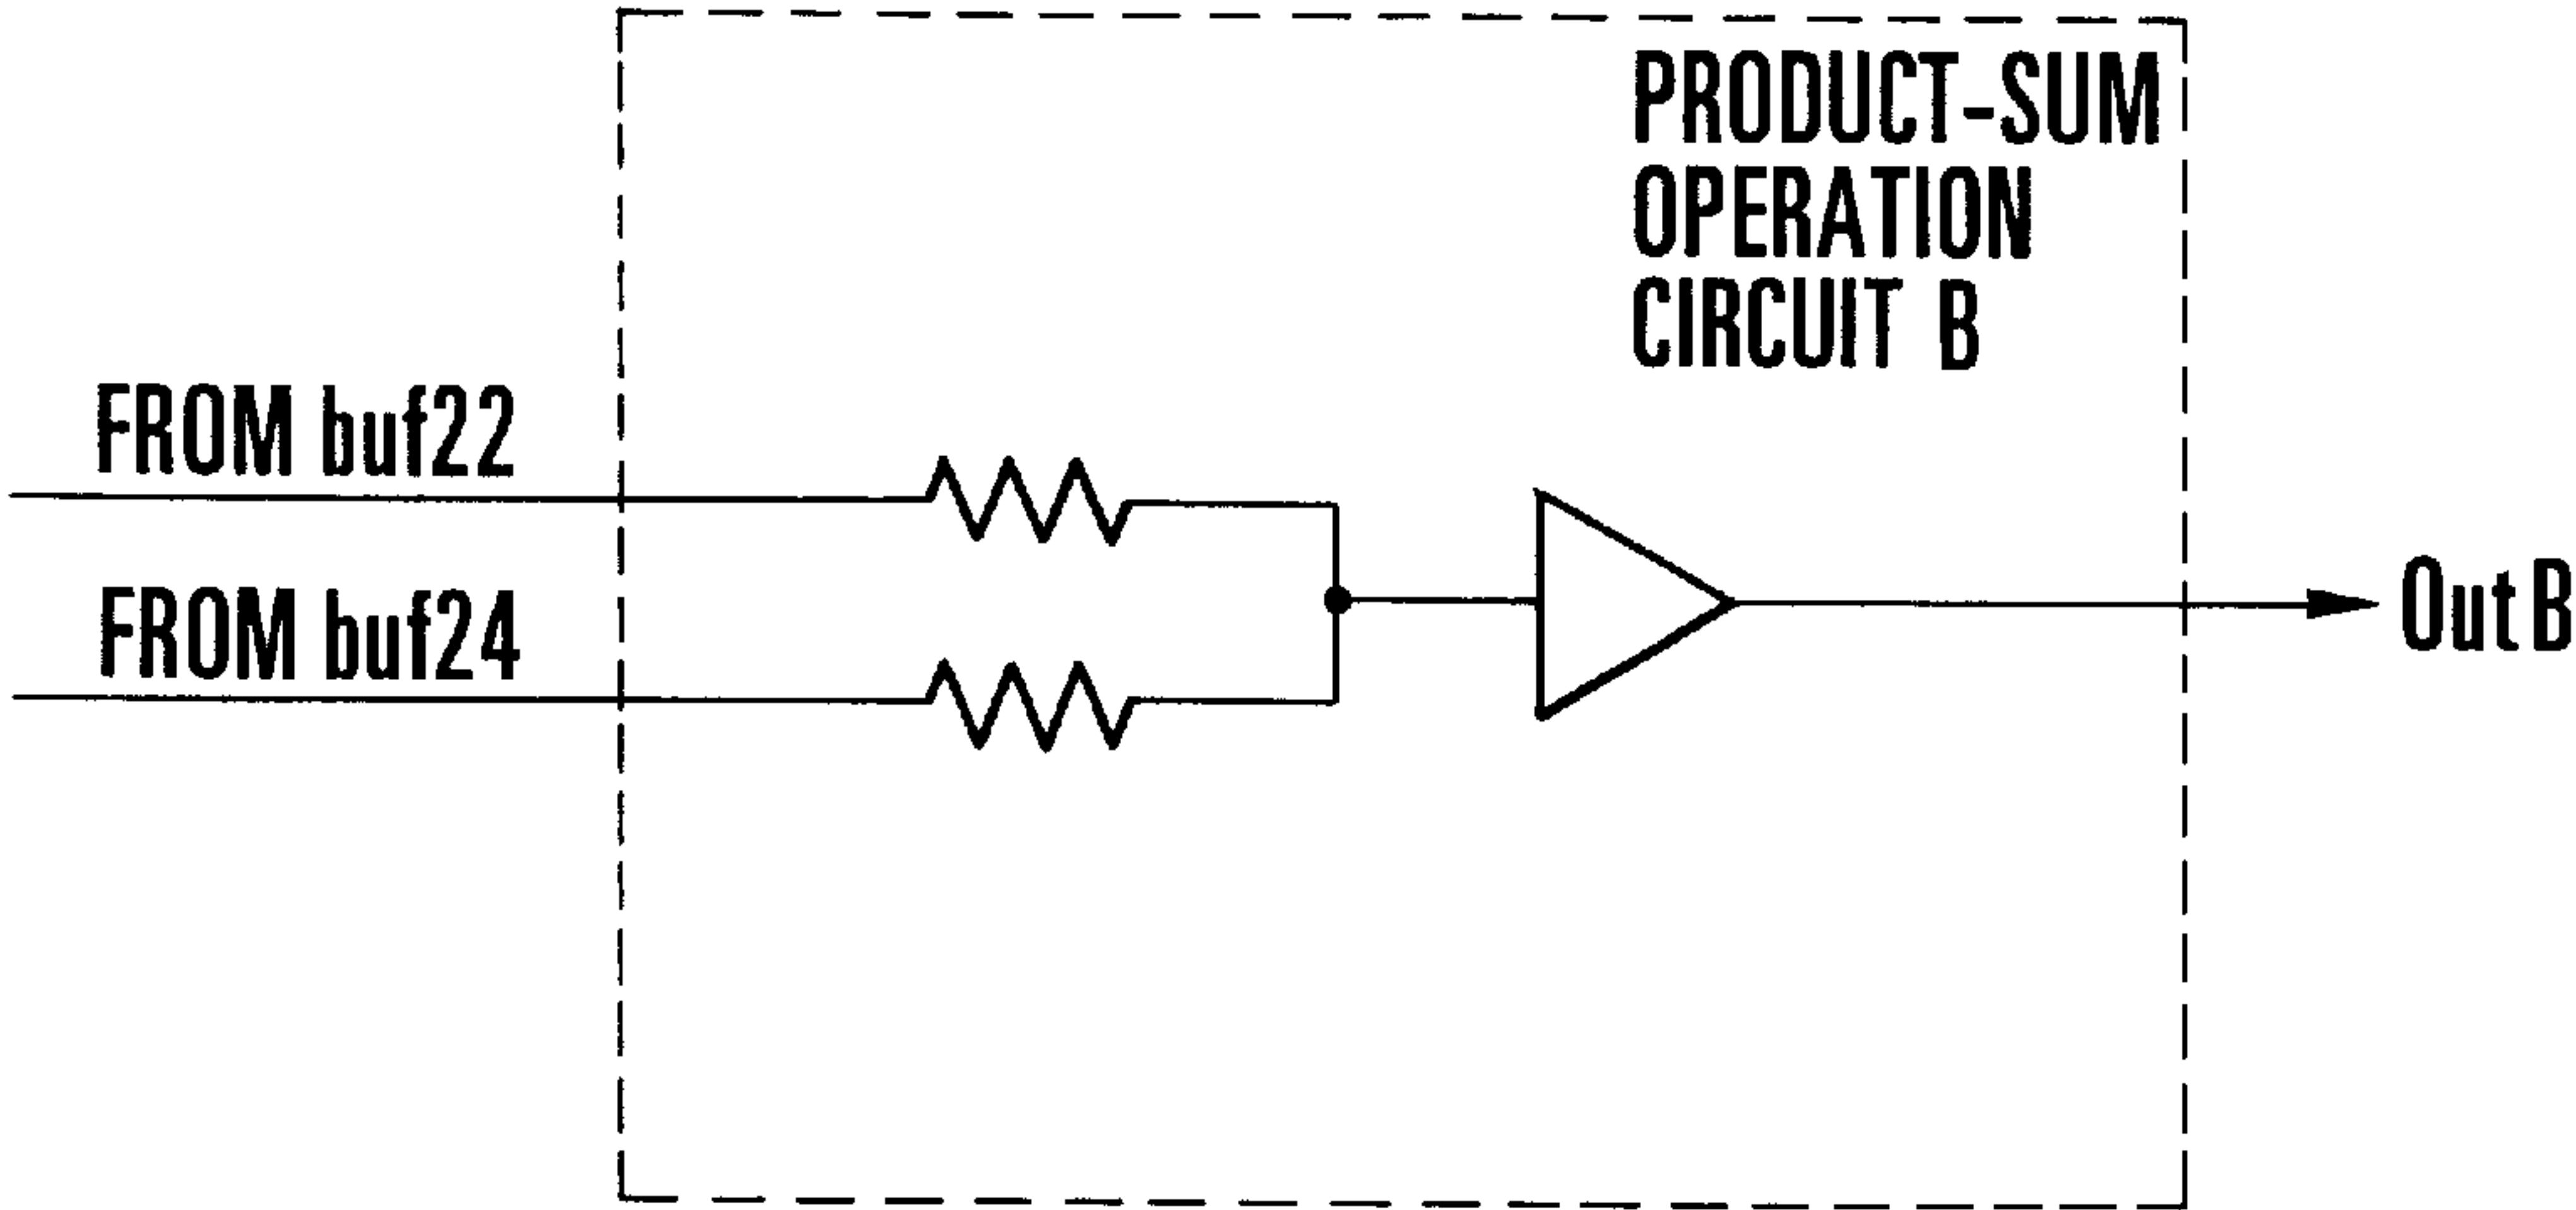 PRODUCT-SUM
OPERATION
CIRCUIT B
FROM buf22
FROM buf24
Out B